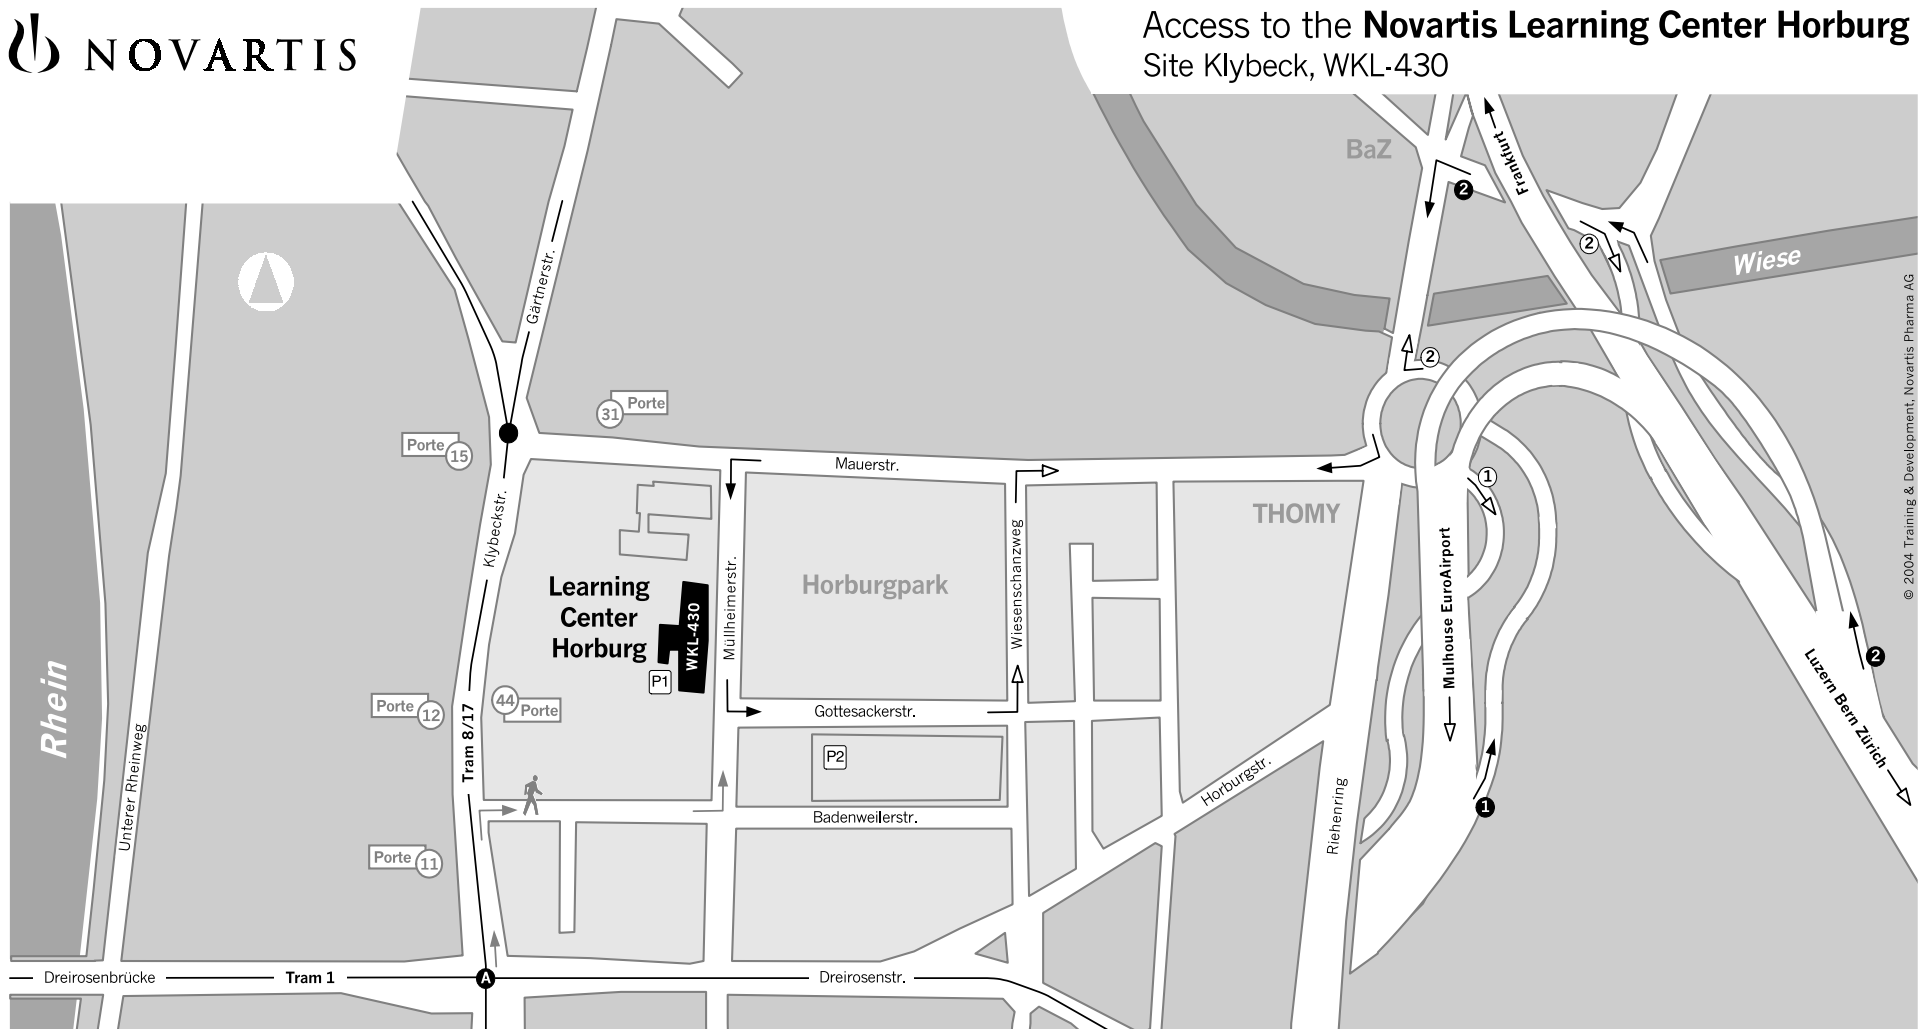 NOVARTIS
Access to the Novartis Learning Center Horburg
Site Klybeck, WKL-430
BaZ
Frankfurt
2
2
Wiese
Gärtnerstr.
© 2004 Training & Development, Novartis Pharma AG
2
31 Porte
Porte 15
Mauerstr.
1
THOMY
Klybeckstr.
Müllheimerstr.
Horburgpark
Wiesenschanzweg
Mulhouse EuroAirport
Learning
Center
Horburg
WKL-430
P1
Rhein
Unterer Rheinweg
Porte 12
Tram 8/17
44 Porte
Gottesackerstr.
P2
Horburgstr.
Riehenring
Luzern Bern Zürich
2
1
Badenweilerstr.
Porte 11
Dreirosenbrücke
Tram 1
A
Dreirosenstr.